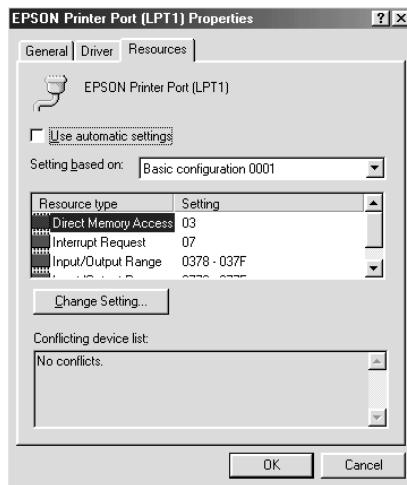 EPSON Printer Port (LPT1) Properties
General Driver Resources
EPSON Printer Port (LPT1)
Use automatic settings
Setting based on: Basic configuration 0001
Resource type Setting
Direct Memory Access 03
Interrupt Request 07
Input/Output Range 0378 - 037F
Change Setting...
Conflicting device list:
No conflicts.
OK Cancel